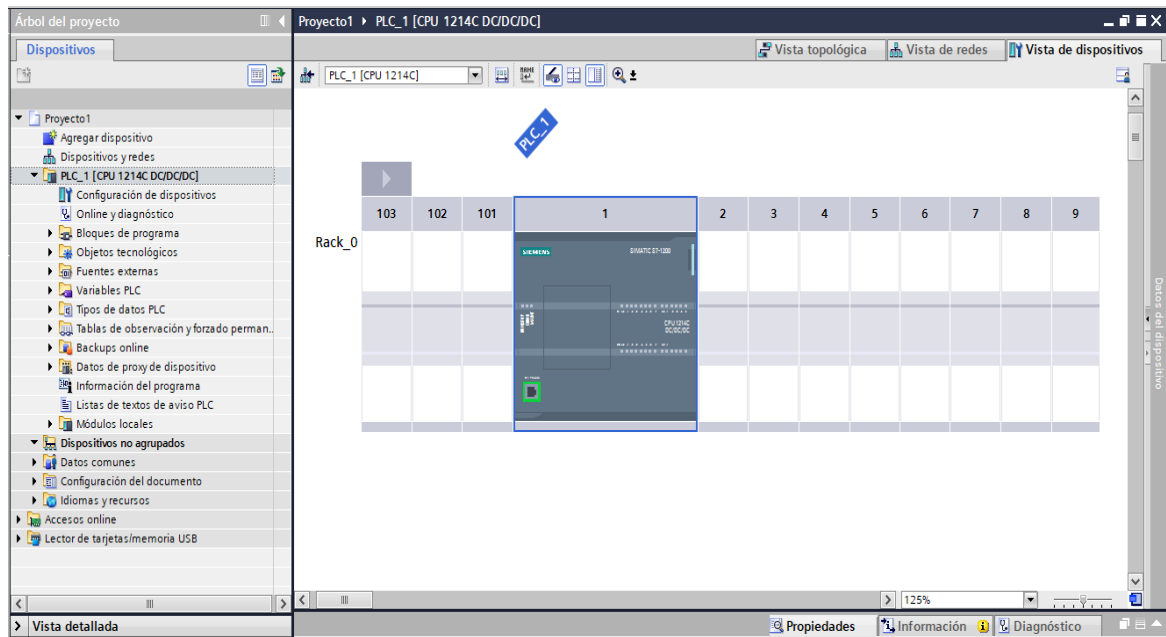 Árbol del proyecto
Proyecto1 PLC_1 [CPU 1214C DC/DC/DC]
Dispositivos
Vista topológica
Vista de redes
Vista de dispositivos
PLC_1 [CPU 1214C]
Proyecto1
Agregar dispositivo
Dispositivos y redes
PLC_1 [CPU 1214C DC/DC/DC]
Configuración de dispositivos
Online y diagnóstico
Bloques de programa
Objetos tecnológicos
Fuentes externas
Variables PLC
Tipos de datos PLC
Tablas de observación y forzado perman..
Backups online
Datos de proxy de dispositivo
Información del programa
Listas de textos de aviso PLC
Módulos locales
Dispositivos no agrupados
Datos comunes
Configuración del documento
Idiomas y recursos
Accesos online
Lector de tarjetas/memoria USB
PLC_1
103 102 101 1 2 3 4 5 6 7 8 9
Rack_0
SIEMENS
SIMATIC S7-1200
CPU 1214C
DC/DC/DC
Datos del dispositivo
125%
Vista detallada
Propiedades
Información
Diagnóstico